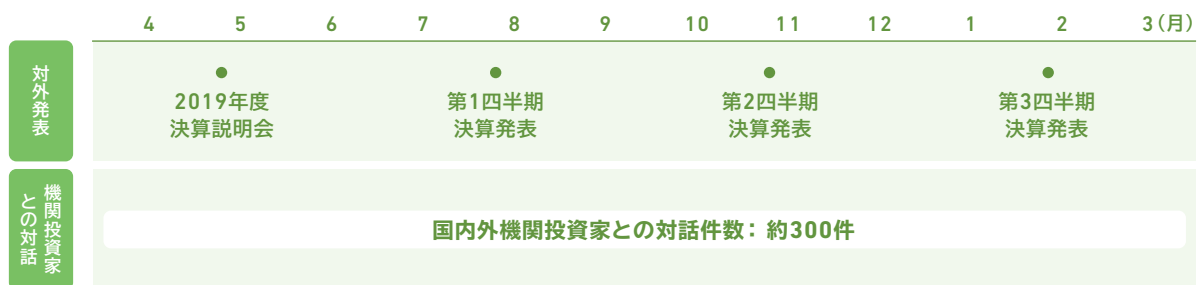 4 5 6 7 8 9 10 11 12 1 2 3(月)
対外発表
2019年度
決算説明会
第1四半期
決算発表
第2四半期
決算発表
第3四半期
決算発表
機関投資家
との対話
国内外機関投資家との対話件数：約300件